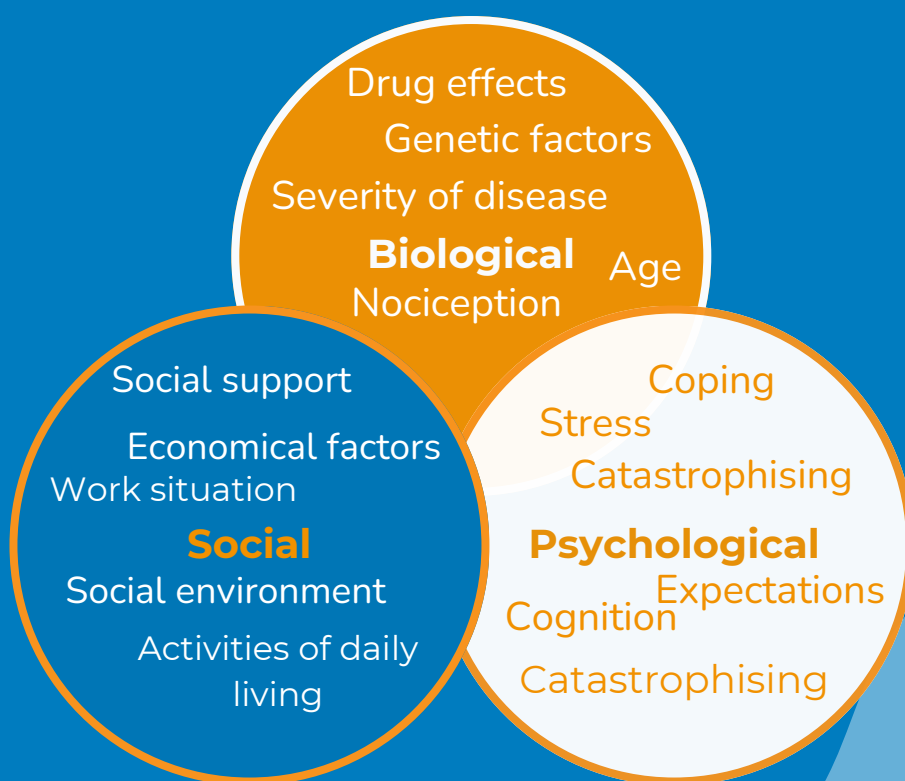 Drug effects
Genetic factors
Severity of disease
Biological
Age
Nociception
Social support
Economical factors
Work situation
Social
Social environment
Activities of daily
living
Coping
Stress
Catastrophising
Psychological
Expectations
Cognition
Catastrophising